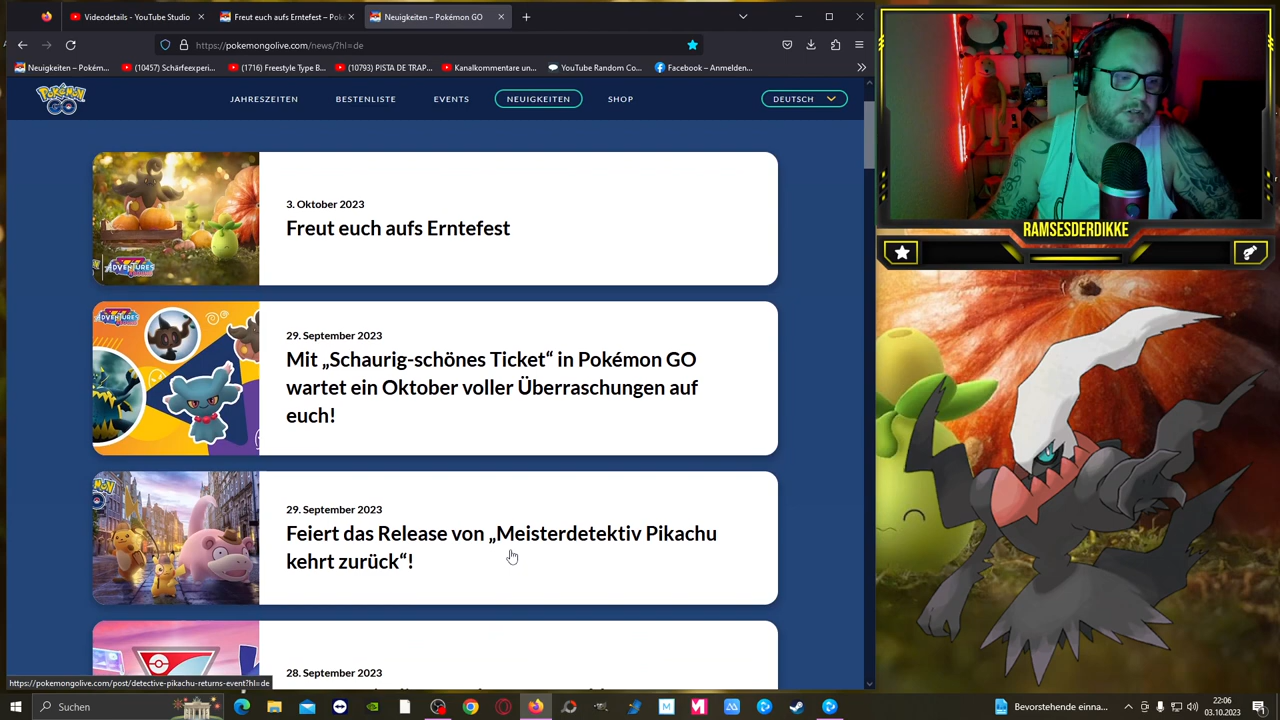 Videodetails - YouTube Studio
Freut euch aufs Erntefest – Pok
Neuigkeiten – Pokémon GO
https://pokemongolive.com/news/?hl=de
Neuigkeiten – Pokém...
(10457) Schärfeexperi...
(1716) Freestyle Type B...
(10793) PISTA DE TRAP...
Kanalkommentare un...
YouTube Random Co...
Facebook – Anmelden...
POKÉMON GO
JAHRESZEITEN
BESTENLISTE
EVENTS
NEUIGKEITEN
SHOP
DEUTSCH
3. Oktober 2023
Freut euch aufs Erntefest
ADVENTURES
29. September 2023
Mit „Schaurig-schönes Ticket“ in Pokémon GO
wartet ein Oktober voller Überraschungen auf
euch!
ADVENTURES
29. September 2023
Feiert das Release von „Meisterdetektiv Pikachu
kehrt zurück“!
GO
28. September 2023
https://pokemongolive.com/post/detective-pikachu-returns-event?hl=de
RAMSESDERDIKKE
Suchen
Bevorstehende einna...
22:06
03.10.2023